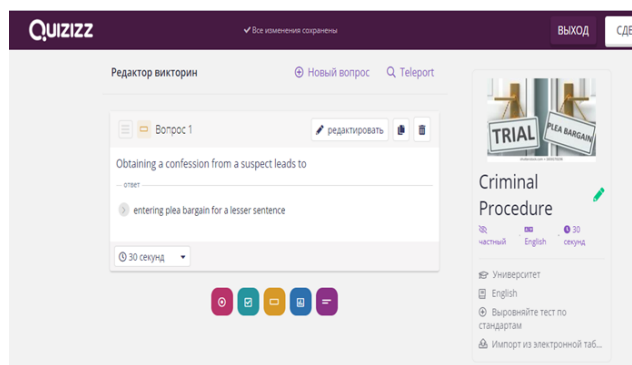 QUIZIZZ
Все изменения сохранены
ВЫХОД
СДЕ
Редактор викторин
Новый вопрос
Teleport
Вопрос 1
редактировать
Obtaining a confession from a suspect leads to
ответ
entering plea bargain for a lesser sentence
30 секунд
TRIAL
PLEA BARGAIN
Criminal
Procedure
частный
English
30
секунд
Университет
English
Выровняйте тест по
стандартам
Импорт из электронной таб...